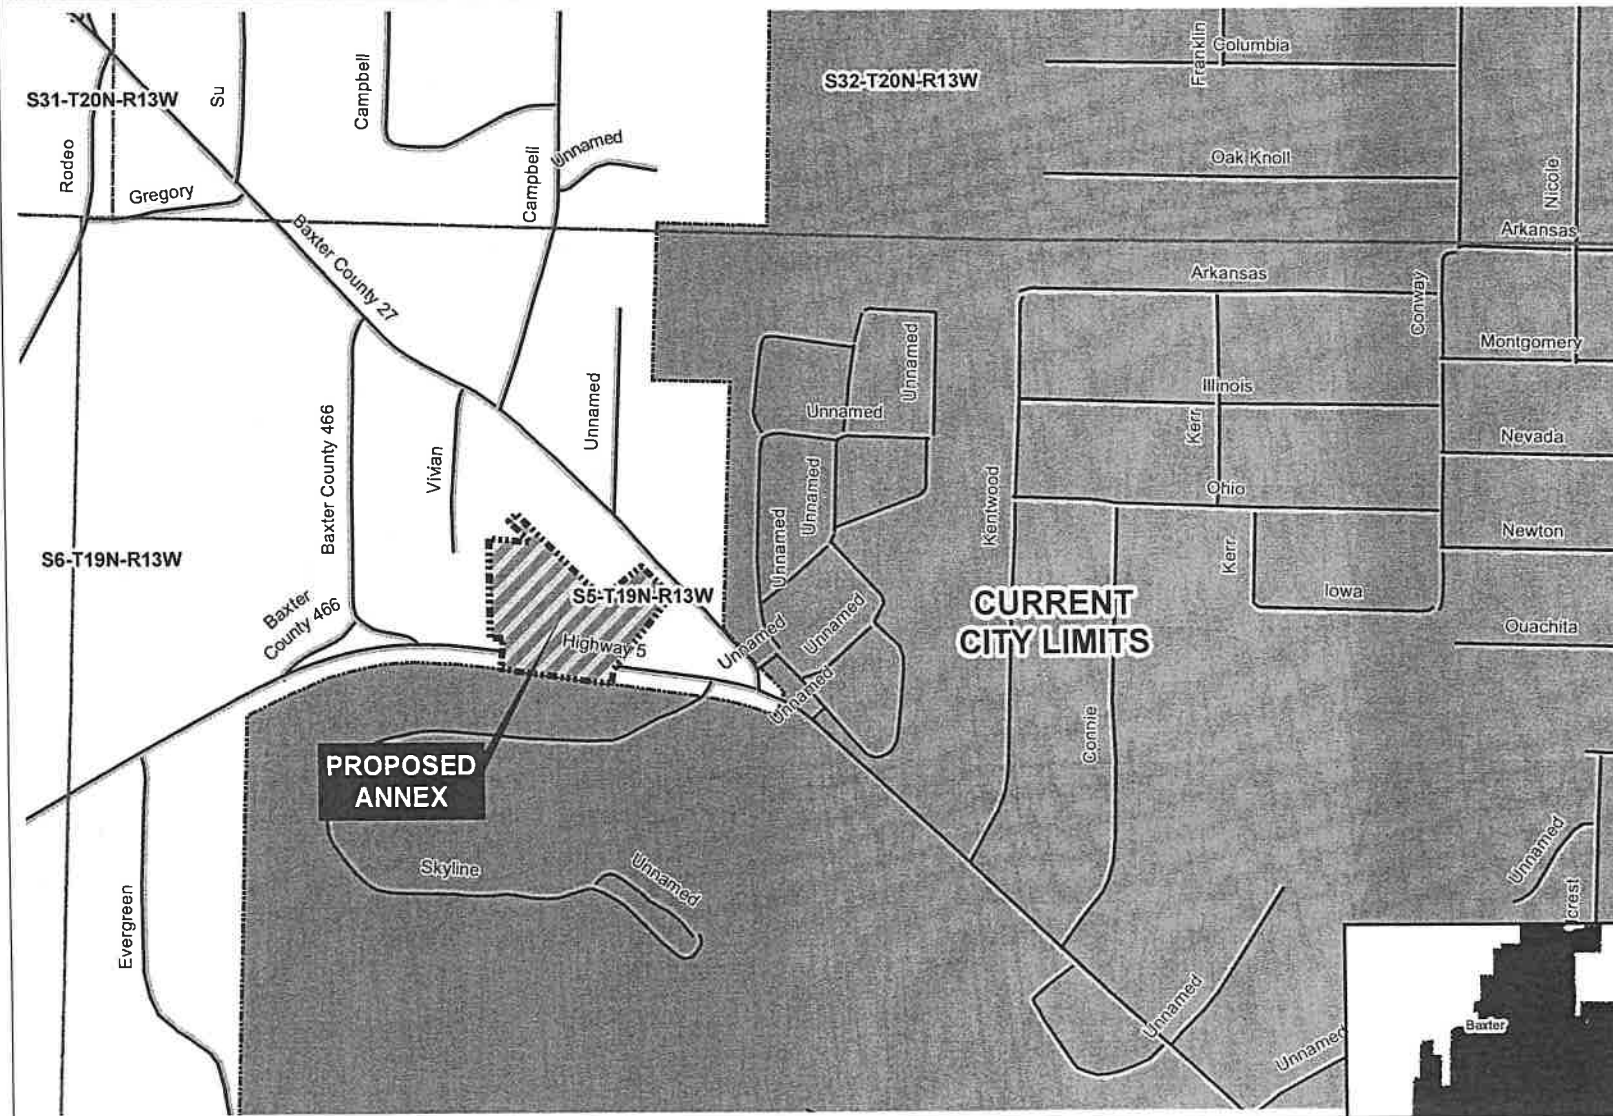 Columbia
Franklin
S32-T20N-R13W
S31-T20N-R13W
Su
Campbell
Rodeo
Gregory
Campbell
Unnamed
Oak Knoll
Nicole
Arkansas
Baxter County 27
Arkansas
Conway
Montgomery
Unnamed
Illinois
Unnamed
Unnamed
Kerr
Nevada
Baxter County 466
Vivian
Kentwood
Unnamed
Ohio
Unnamed
Newton
S6-T19N-R13W
Kerr
S5-T19N-R13W
Iowa
CURRENT
CITY LIMITS
Baxter
County 466
Unnamed
Ouachita
Highway 5
Unnamed
Unnamed
Connie
PROPOSED
ANNEX
Skyline
Unnamed
Unnamed
crest
Evergreen
Unnamed
Baxter
Unnamed